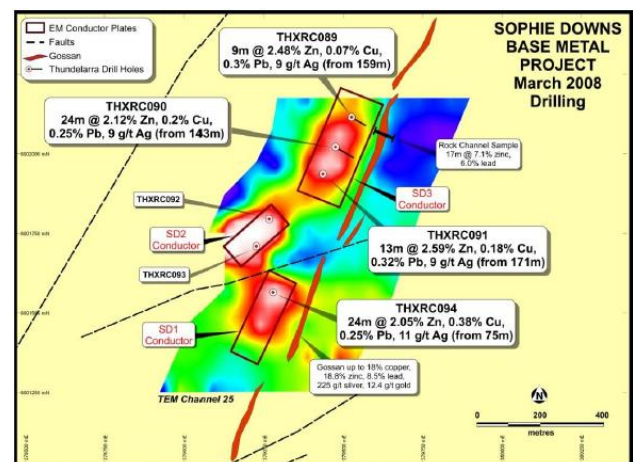 EM Conductor Plates
Faults
Gossan
Thundelarra Drill Holes
SOPHIE DOWNS
BASE METAL
PROJECT
March 2008
Drilling
THXRC089
9m @ 2.48% Zn, 0.07% Cu,
0.3% Pb, 9 g/t Ag (from 159m)
THXRC090
24m @ 2.12% Zn, 0.2% Cu,
0.25% Pb, 9 g/t Ag (from 143m)
Rock Channel Sample
17m @ 7.1% zinc,
6.0% lead
THXRC092
SD3
Conductor
SD2
Conductor
THXRC091
13m @ 2.59% Zn, 0.18% Cu,
0.32% Pb, 9 g/t Ag (from 171m)
THXRC093
THXRC094
24m @ 2.05% Zn, 0.38% Cu,
0.25% Pb, 11 g/t Ag (from 75m)
SD1
Conductor
Gossan up to 18% copper,
18.8% zinc, 8.5% lead,
225 g/t silver, 12.4 g/t gold
TEM Channel 25
N
0 200 400
metres